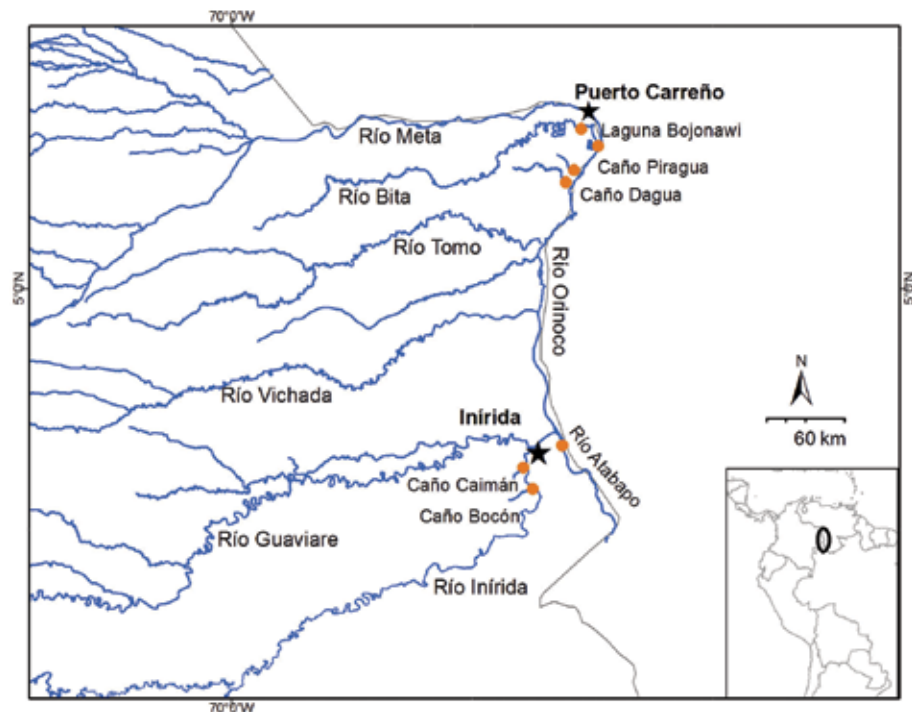 70°0'W
Puerto Carreño
Río Meta
Laguna Bojonawi
Caño Piragua
Río Bita
Caño Dagua
Río Tomo
Río Orinoco
5°0'N
5°0'N
Río Vichada
N
60 km
Inírida
Río Atabapo
Caño Caimán
Caño Bocón
Río Guaviare
Río Inírida
70°0'W